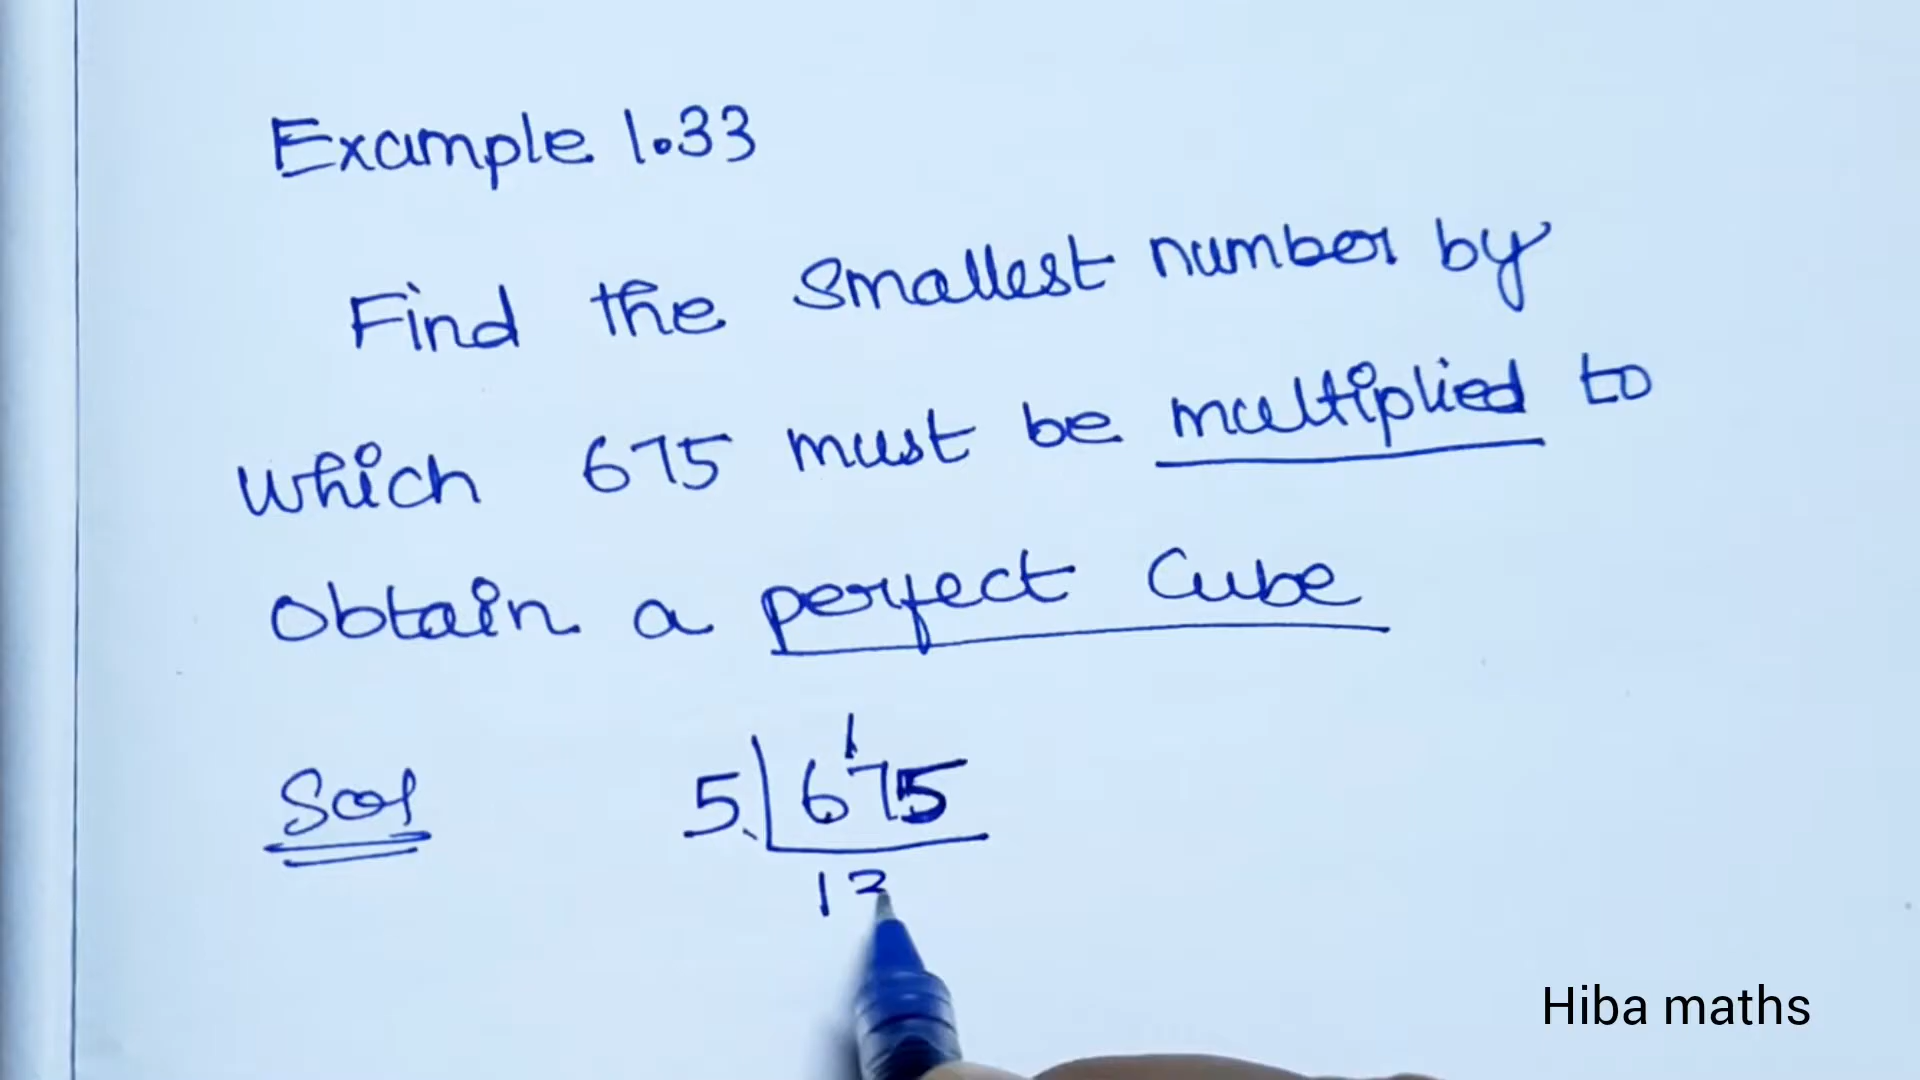 Example 1.33
Find the smallest number by
which 675 must be multiplied to
obtain a perfect Cube
Sol
1
5 675
13
Hiba maths